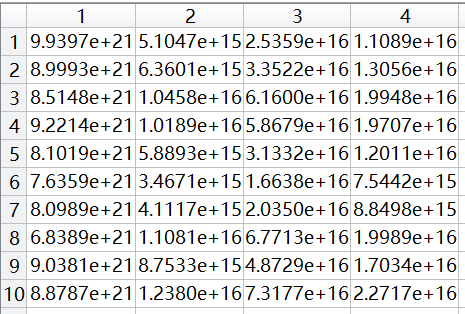 1 2 3 4
1 9.9397e+21 5.1047e+15 2.5359e+16 1.1089e+16
2 8.9993e+21 6.3601e+15 3.3522e+16 1.3056e+16
3 8.5148e+21 1.0458e+16 6.1600e+16 1.9948e+16
4 9.2214e+21 1.0189e+16 5.8679e+16 1.9707e+16
5 8.1019e+21 5.8893e+15 3.1332e+16 1.2011e+16
6 7.6359e+21 3.4671e+15 1.6638e+16 7.5442e+15
7 8.0989e+21 4.1117e+15 2.0350e+16 8.8498e+15
8 6.8389e+21 1.1081e+16 6.7713e+16 1.9989e+16
9 9.0381e+21 8.7533e+15 4.8729e+16 1.7034e+16
10 8.8787e+21 1.2380e+16 7.3177e+16 2.2717e+16